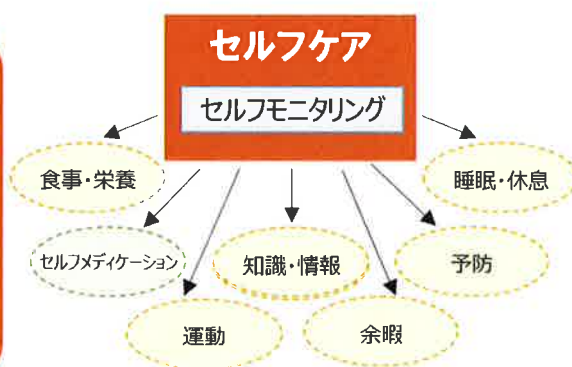 セルフケア
セルフモニタリング
食事・栄養
睡眠・休息
セルフメディケーション
知識・情報
予防
運動
余暇